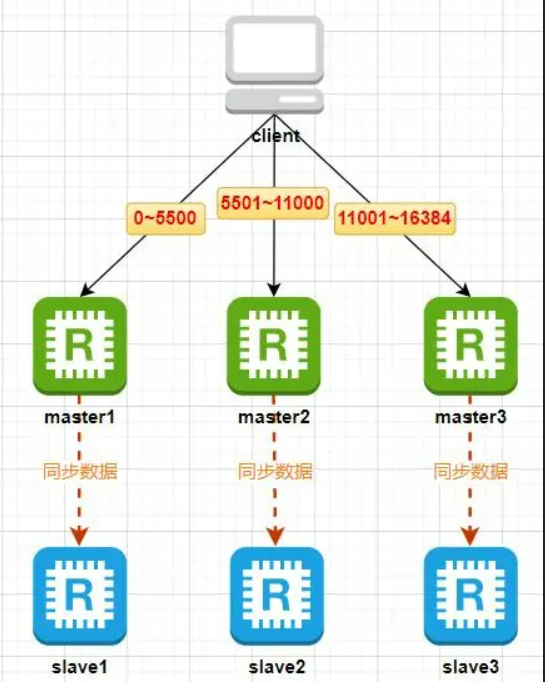 client
0~5500
5501~11000
11001~16384
R
R
R
master1
master2
master3
同步数据
同步数据
同步数据
R
R
R
slave1
slave2
slave3